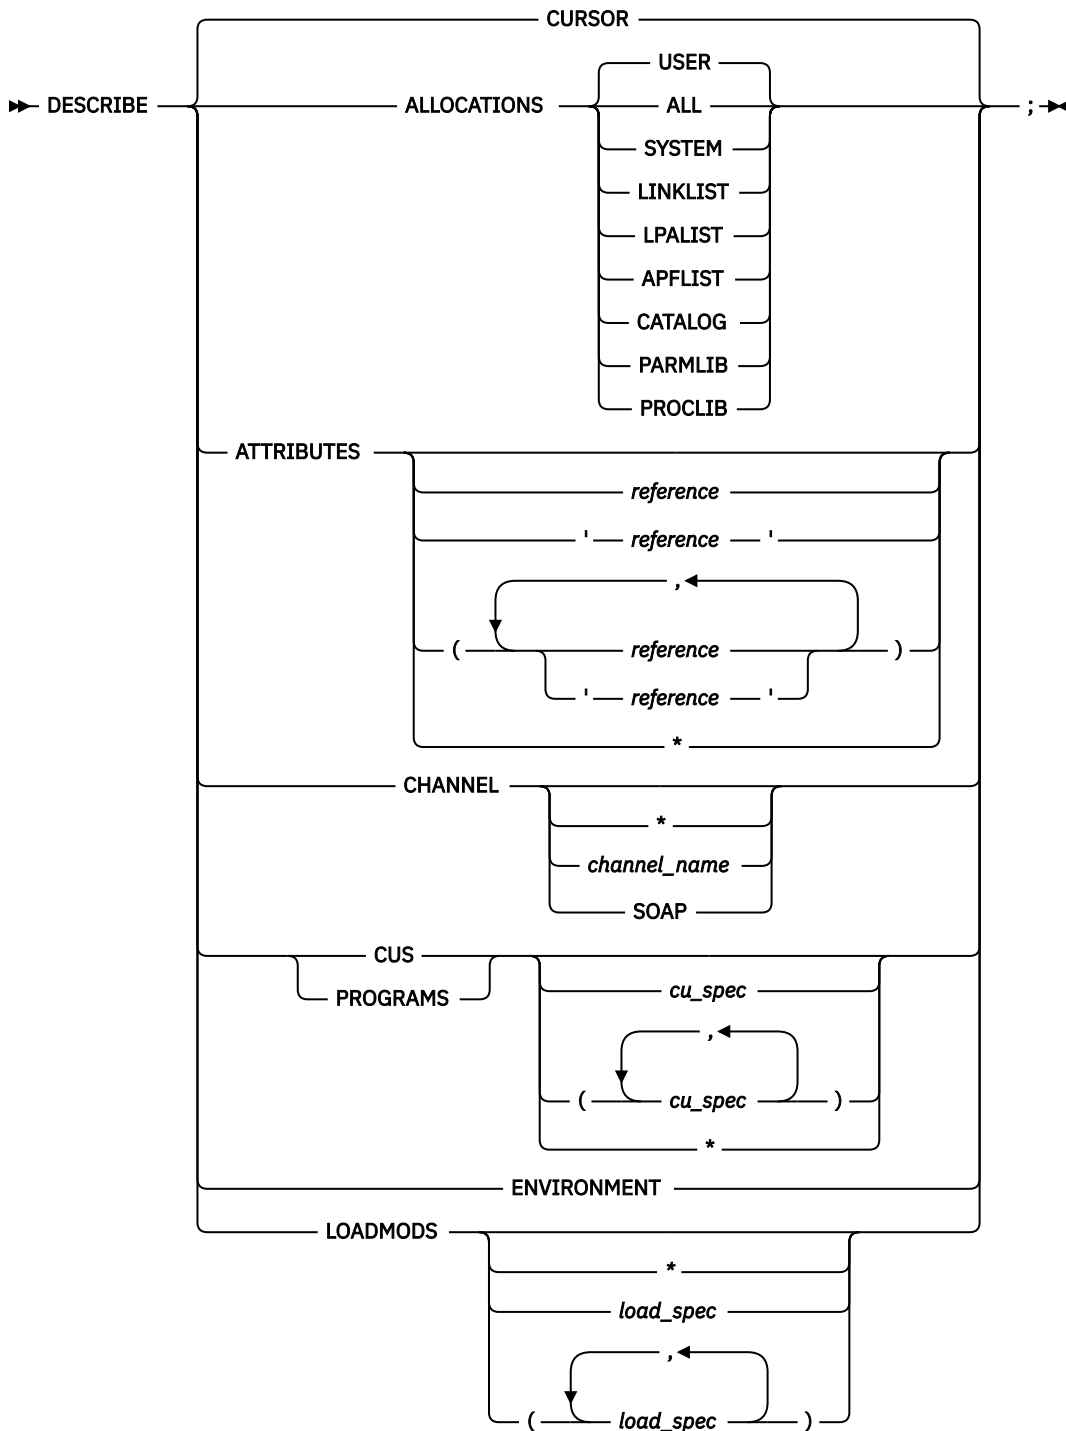 CURSOR
USER
DESCRIBE ALLOCATIONS ALL ;
SYSTEM
LINKLIST
LPALIST
APFLIST
CATALOG
PARMLIB
PROCLIB
ATTRIBUTES
reference
' reference '
,
( reference )
' reference '
*
CHANNEL
*
channel_name
SOAP
CUS
PROGRAMS
cu_spec
,
( cu_spec )
*
ENVIRONMENT
LOADMODS
*
load_spec
,
( load_spec )